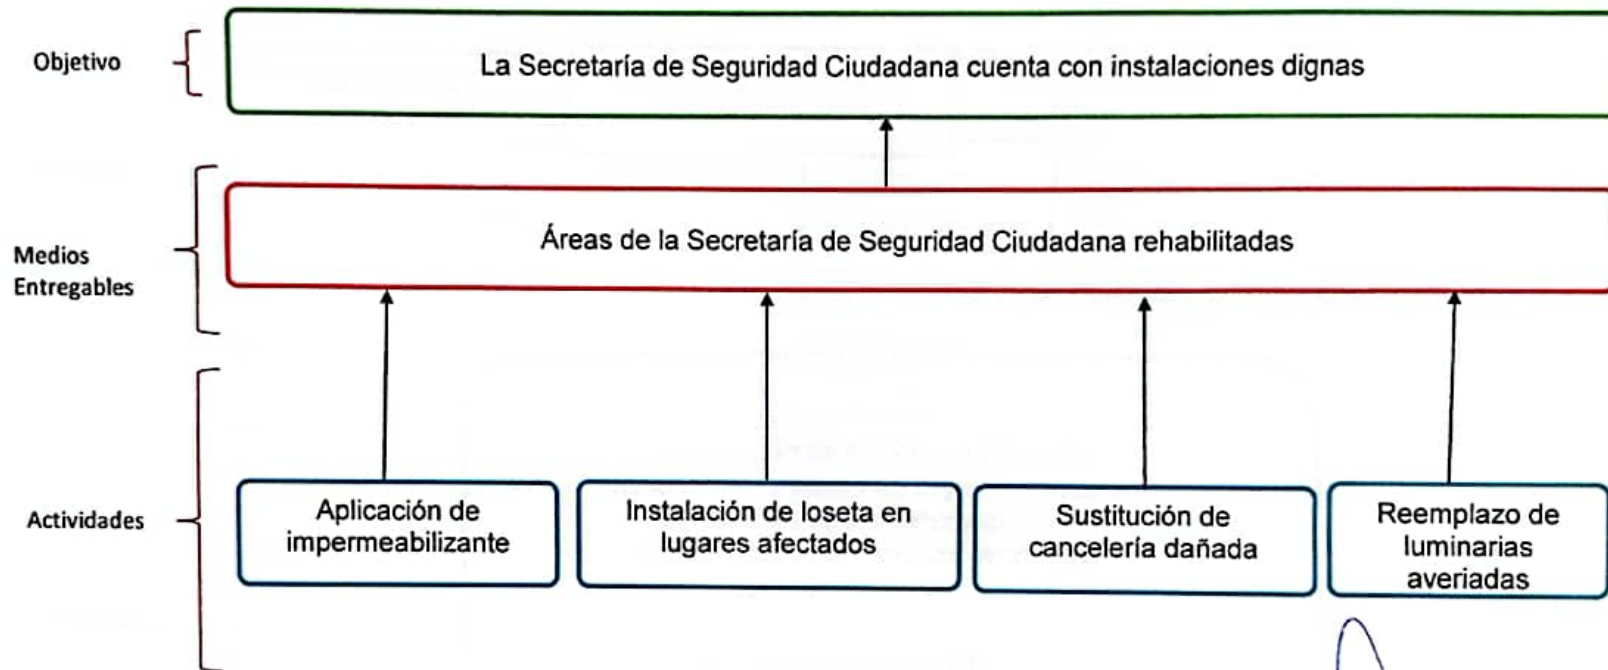 Objetivo
La Secretaría de Seguridad Ciudadana cuenta con instalaciones dignas
Medios
Entregables
Áreas de la Secretaría de Seguridad Ciudadana rehabilitadas
Actividades
Aplicación de
impermeabilizante
Instalación de loseta en
lugares afectados
Sustitución de
cancelería dañada
Reemplazo de
luminarias
averiadas